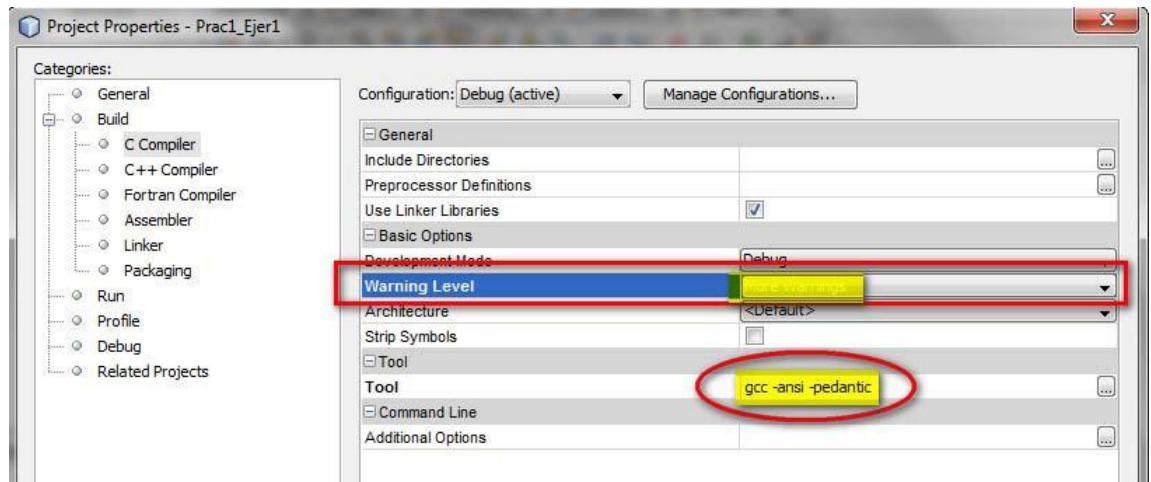 Project Properties - Prac1_Ejer1
Categories:
General
Build
C Compiler
C++ Compiler
Fortran Compiler
Assembler
Linker
Packaging
Run
Profile
Debug
Related Projects
Configuration: Debug (active) Manage Configurations...
General
Include Directories ...
Preprocessor Definitions ...
Use Linker Libraries
Basic Options
Development Mode Debug
Warning Level More Warnings
Architecture <Default>
Strip Symbols
Tool
Tool gcc -ansi -pedantic ...
Command Line
Additional Options ...